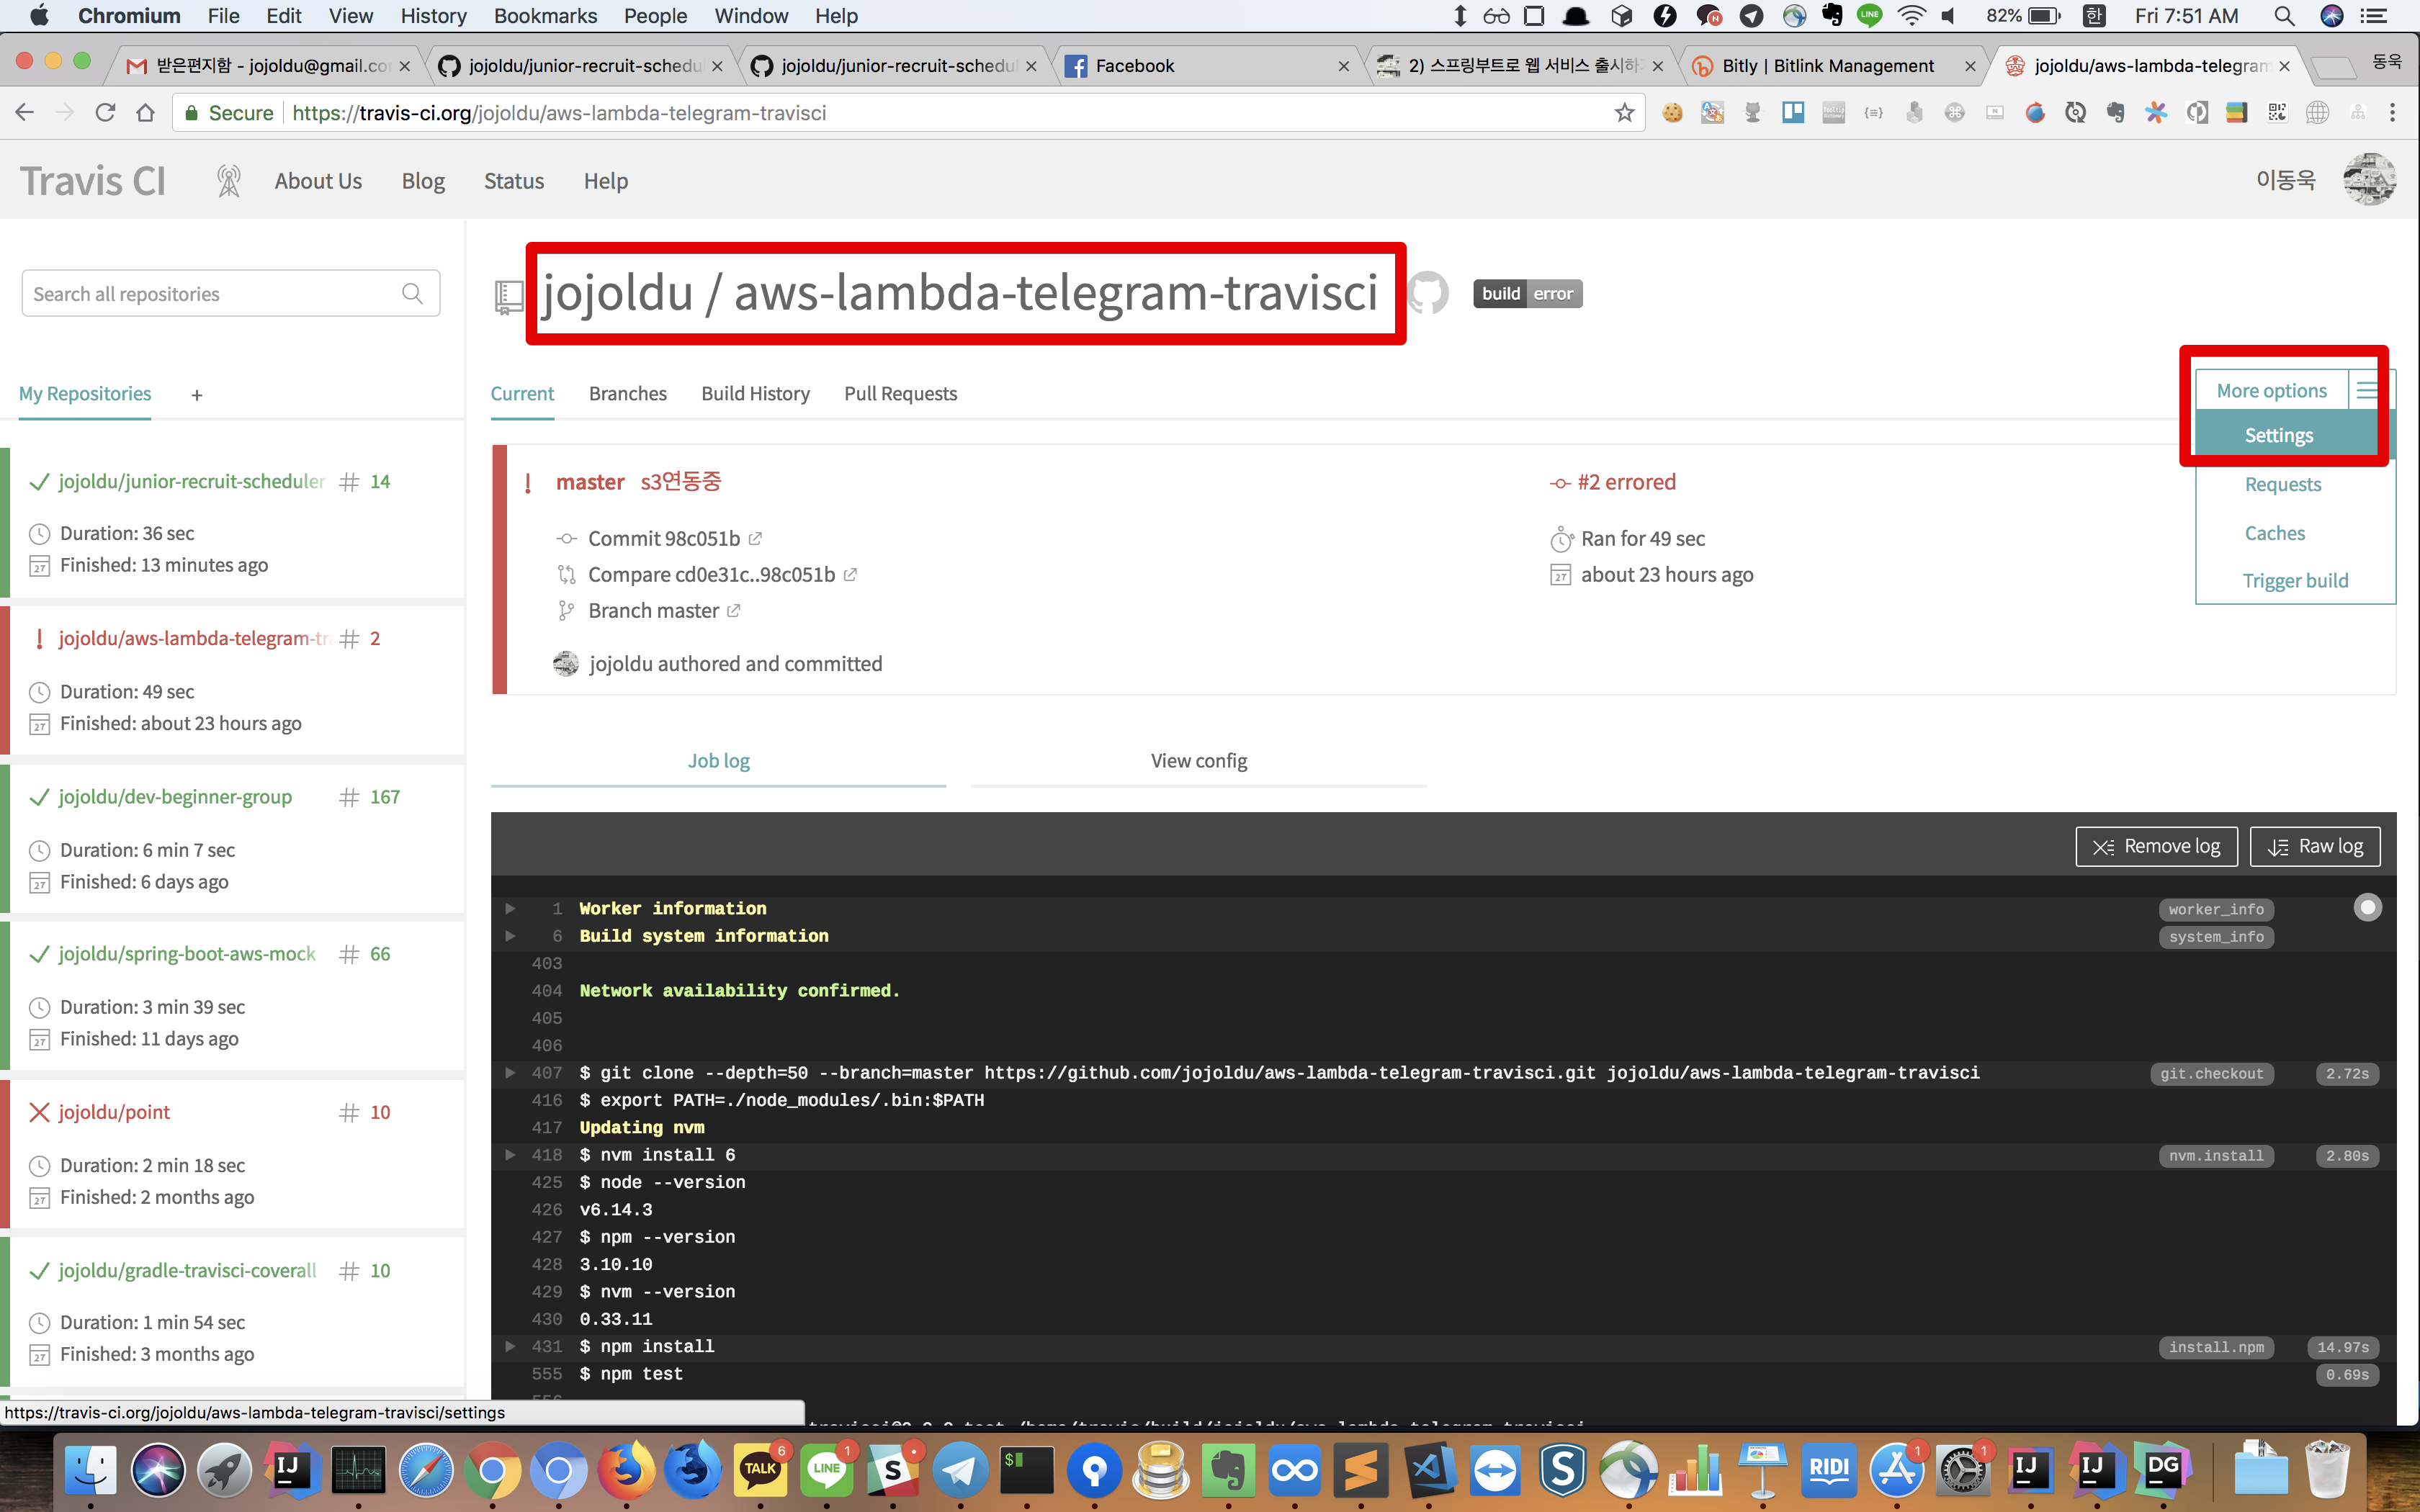 Chromium File Edit View History Bookmarks People Window Help
82% 한 Fri 7:51 AM
받은편지함 - jojoldu@gmail.co
jojoldu/junior-recruit-schedu
jojoldu/junior-recruit-schedul
Facebook
2) 스프링부트로 웹 서비스 출시하
Bitly | Bitlink Management
jojoldu/aws-lambda-telegram
동욱
Secure https://travis-ci.org/jojoldu/aws-lambda-telegram-travisci
Travis CI About Us Blog Status Help 이동욱
Search all repositories
jojoldu / aws-lambda-telegram-travisci
build error
My Repositories +
Current Branches Build History Pull Requests
More options
Settings
Requests
Caches
Trigger build
jojoldu/junior-recruit-scheduler # 14
Duration: 36 sec
Finished: 13 minutes ago
jojoldu/aws-lambda-telegram-tr # 2
Duration: 49 sec
Finished: about 23 hours ago
jojoldu/dev-beginner-group # 167
Duration: 6 min 7 sec
Finished: 6 days ago
jojoldu/spring-boot-aws-mock # 66
Duration: 3 min 39 sec
Finished: 11 days ago
jojoldu/point # 10
Duration: 2 min 18 sec
Finished: 2 months ago
jojoldu/gradle-travisci-coverall # 10
Duration: 1 min 54 sec
Finished: 3 months ago
! master s3연동중
Commit 98c051b
Compare cd0e31c..98c051b
Branch master
jojoldu authored and committed
#2 errored
Ran for 49 sec
about 23 hours ago
Job log View config
Remove log Raw log
1 Worker information worker_info
6 Build system information system_info
403
404 Network availability confirmed.
405
406
407 $ git clone --depth=50 --branch=master https://github.com/jojoldu/aws-lambda-telegram-travisci.git jojoldu/aws-lambda-telegram-travisci git.checkout 2.72s
416 $ export PATH=./node_modules/.bin:$PATH
417 Updating nvm
418 $ nvm install 6 nvm.install 2.80s
425 $ node --version
426 v6.14.3
427 $ npm --version
428 3.10.10
429 $ nvm --version
430 0.33.11
431 $ npm install install.npm 14.97s
555 $ npm test 0.69s
https://travis-ci.org/jojoldu/aws-lambda-telegram-travisci/settings
IJ TALK 6 LINE 1 S $ RIDI 1 1 IJ IJ DG